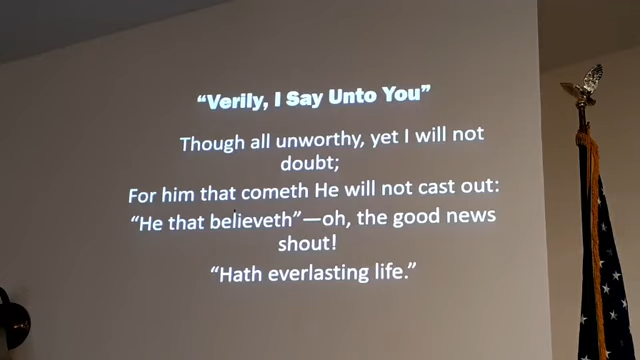 “Verily, I Say Unto You”
Though all unworthy, yet I will not
doubt;
For him that cometh He will not cast out:
“He that believeth”—oh, the good news
shout!
“Hath everlasting life.”